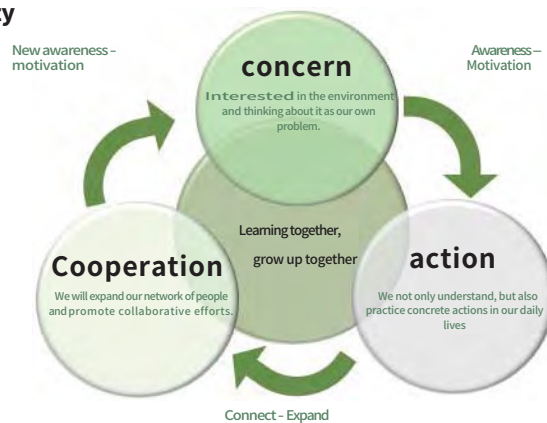 ty
New awareness -
motivation
Awareness –
Motivation
concern
Interested in the environment
and thinking about it as our own
problem.
Learning together,
grow up together
Cooperation
We will expand our network of people
and promote collaborative efforts.
action
We not only understand, but also
practice concrete actions in our daily
lives
Connect - Expand